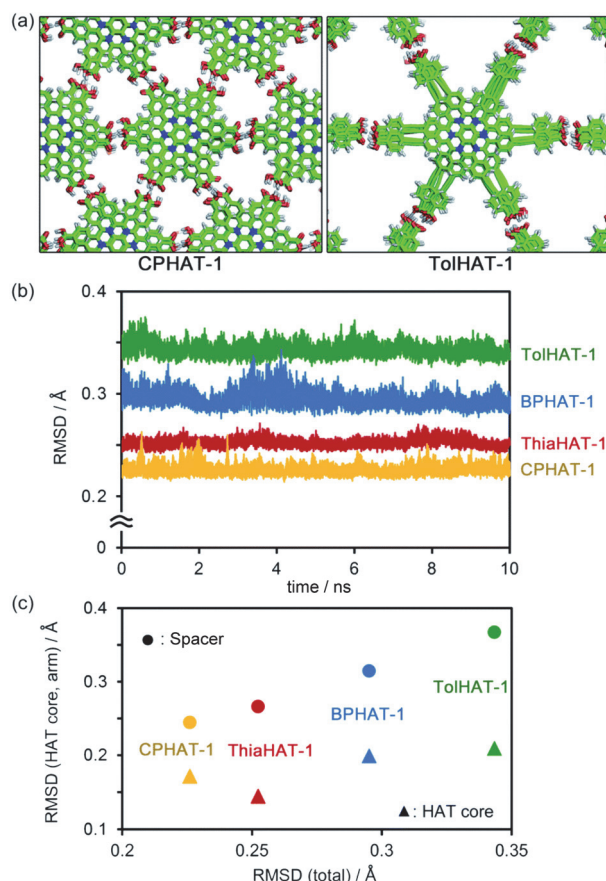 (a)
CPHAT-1
TolHAT-1
(b)
0.4
0.3
0.2
0
RMSD / Å
TolHAT-1
BPHAT-1
ThiaHAT-1
CPHAT-1
0 2 4 6 8 10
time / ns
(c)
0.4
0.3
0.2
0.1
RMSD (HAT core, arm) / Å
: Spacer
TolHAT-1
BPHAT-1
CPHAT-1 ThiaHAT-1
: HAT core
0.2 0.25 0.3 0.35
RMSD (total) / Å